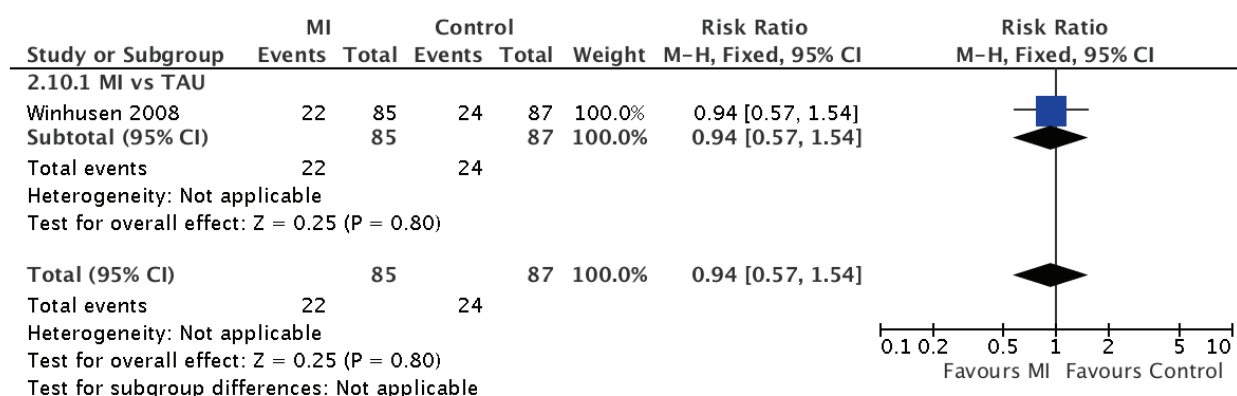 MI Control Risk Ratio Risk Ratio
Study or Subgroup Events Total Events Total Weight M-H, Fixed, 95% CI M-H, Fixed, 95% CI
2.10.1 MI vs TAU
Winhusen 2008 22 85 24 87 100.0% 0.94 [0.57, 1.54]
Subtotal (95% CI) 85 87 100.0% 0.94 [0.57, 1.54]
Total events 22 24
Heterogeneity: Not applicable
Test for overall effect: Z = 0.25 (P = 0.80)
Total (95% CI) 85 87 100.0% 0.94 [0.57, 1.54]
Total events 22 24
Heterogeneity: Not applicable
Test for overall effect: Z = 0.25 (P = 0.80)
Test for subgroup differences: Not applicable
0.1 0.2 0.5 1 2 5 10
Favours MI Favours Control